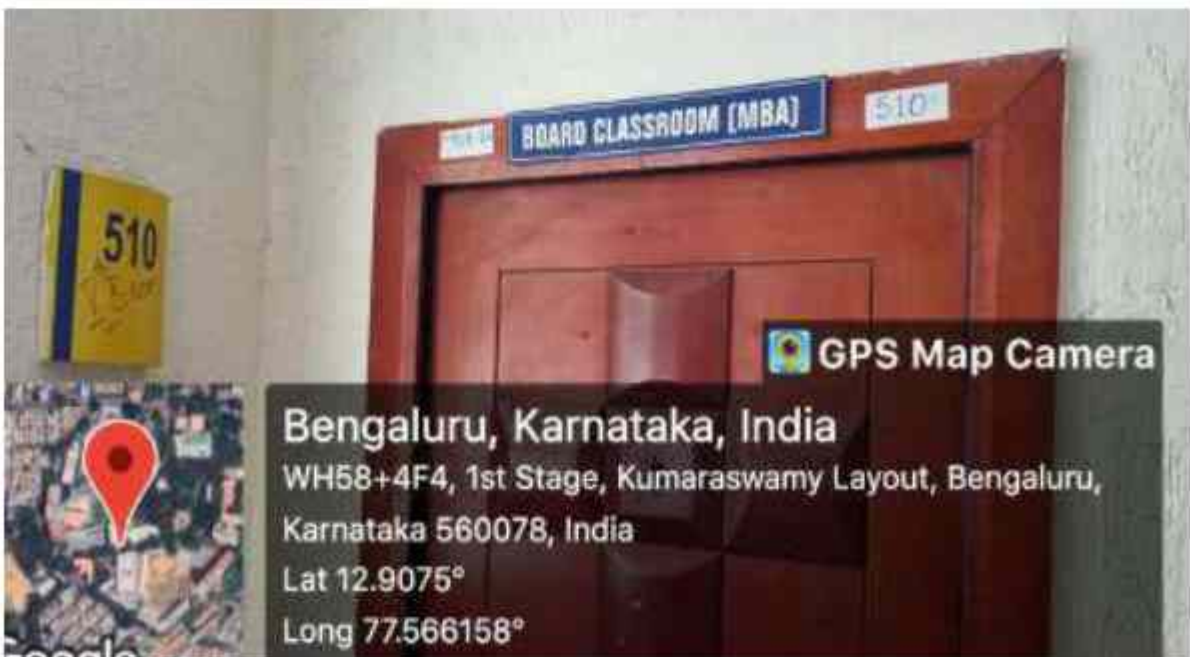 BOARD CLASSROOM (MBA)
510
510
GPS Map Camera
Bengaluru, Karnataka, India
WH58+4F4, 1st Stage, Kumaraswamy Layout, Bengaluru,
Karnataka 560078, India
Lat 12.9075°
Long 77.566158°
Google